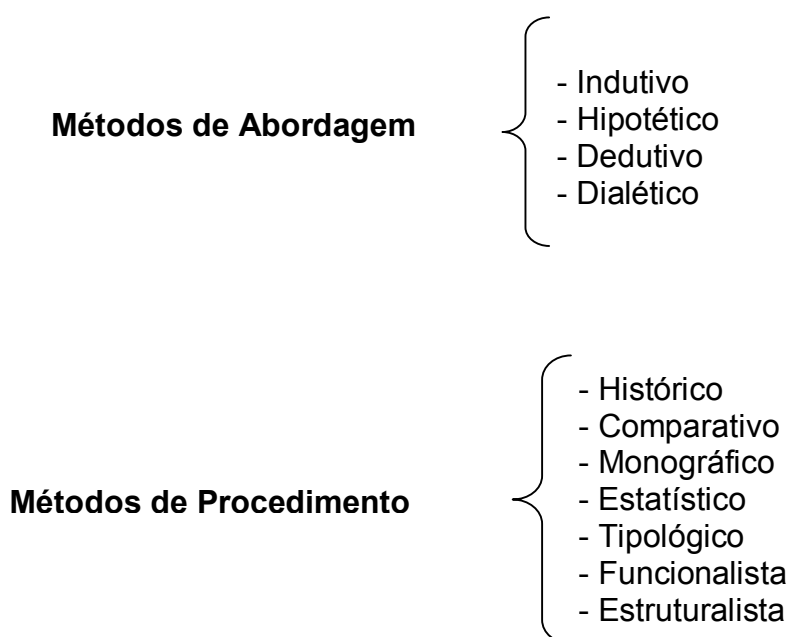 Métodos de Abordagem
- Indutivo
- Hipotético
- Dedutivo
- Dialético
Métodos de Procedimento
- Histórico
- Comparativo
- Monográfico
- Estatístico
- Tipológico
- Funcionalista
- Estruturalista